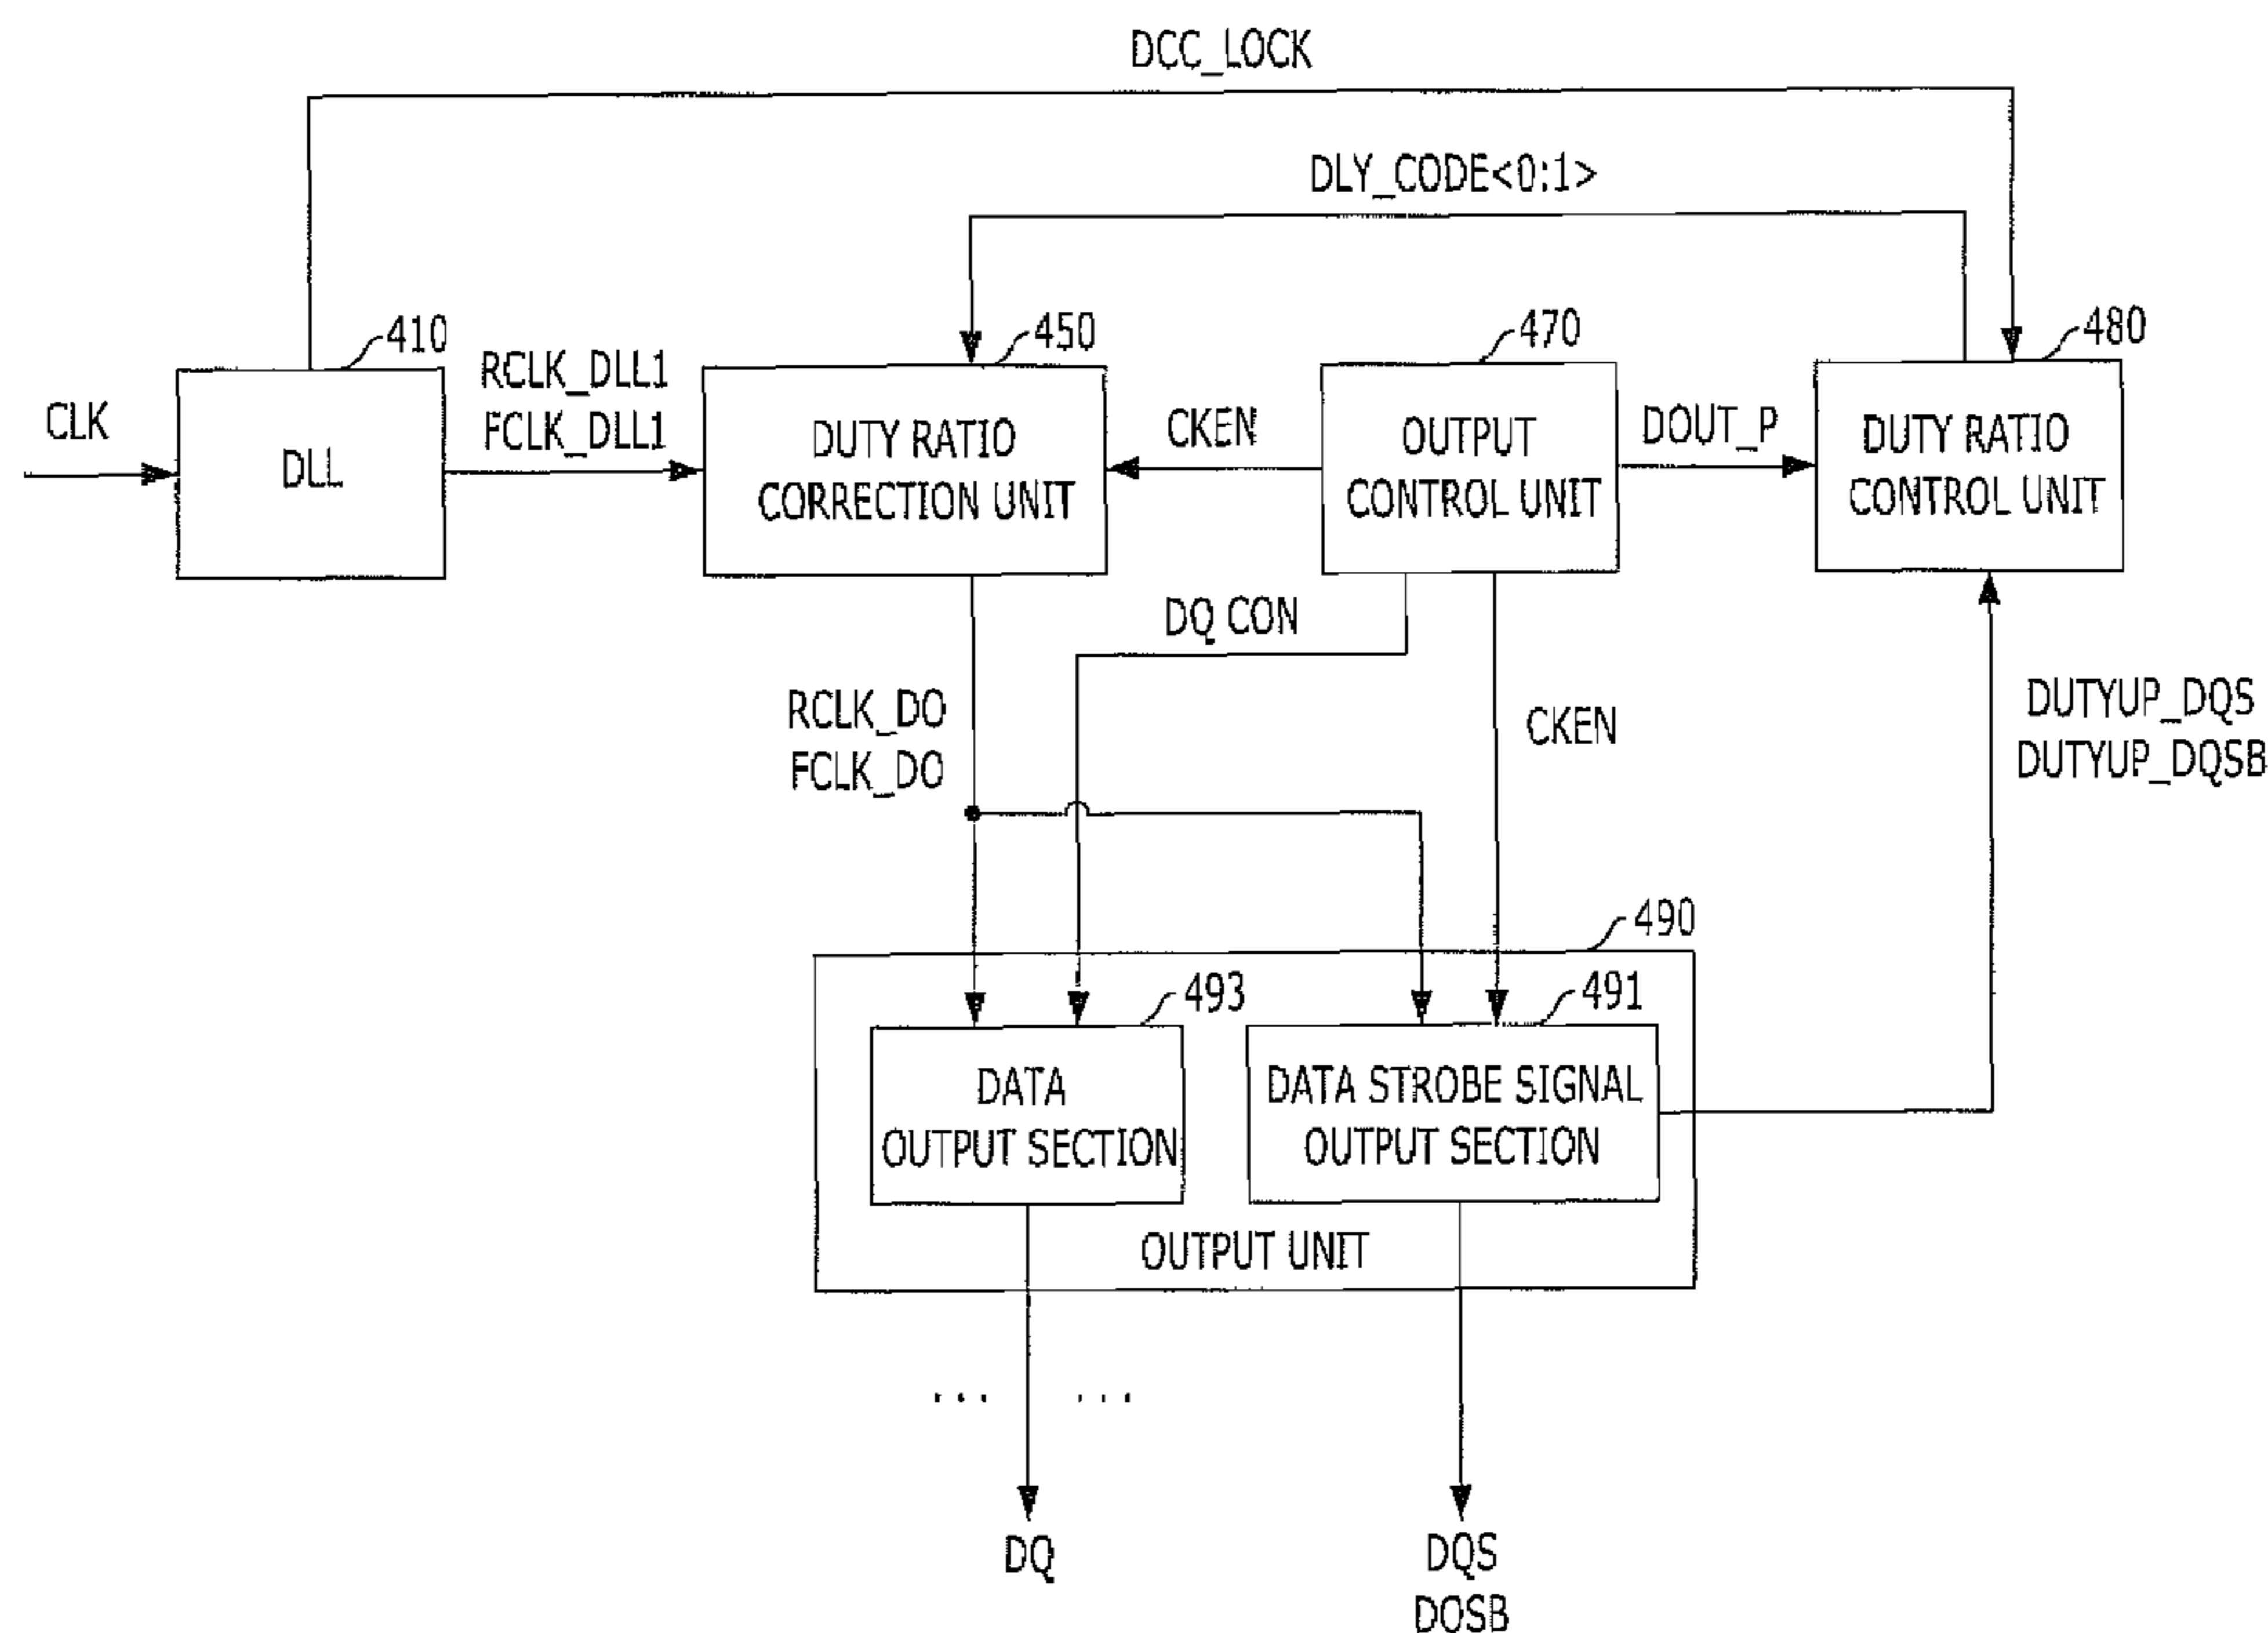 DCC_LOCK
DLY_CODE<0:1>
410
450
470
480
CLK
RCLK_DLL1
FCLK_DLL1
DLL
DUTY RATIO
CORRECTION UNIT
CKEN
OUTPUT
CONTROL UNIT
DOUT_P
DUTY RATIO
CONTROL UNIT
DQ CON
RCLK_DO
FCLK_DO
CKEN
DUTYUP_DQS
DUTYUP_DQSB
490
493
491
DATA
OUTPUT SECTION
DATA STROBE SIGNAL
OUTPUT SECTION
OUTPUT UNIT
... ...
DQ
DQS
DOSB